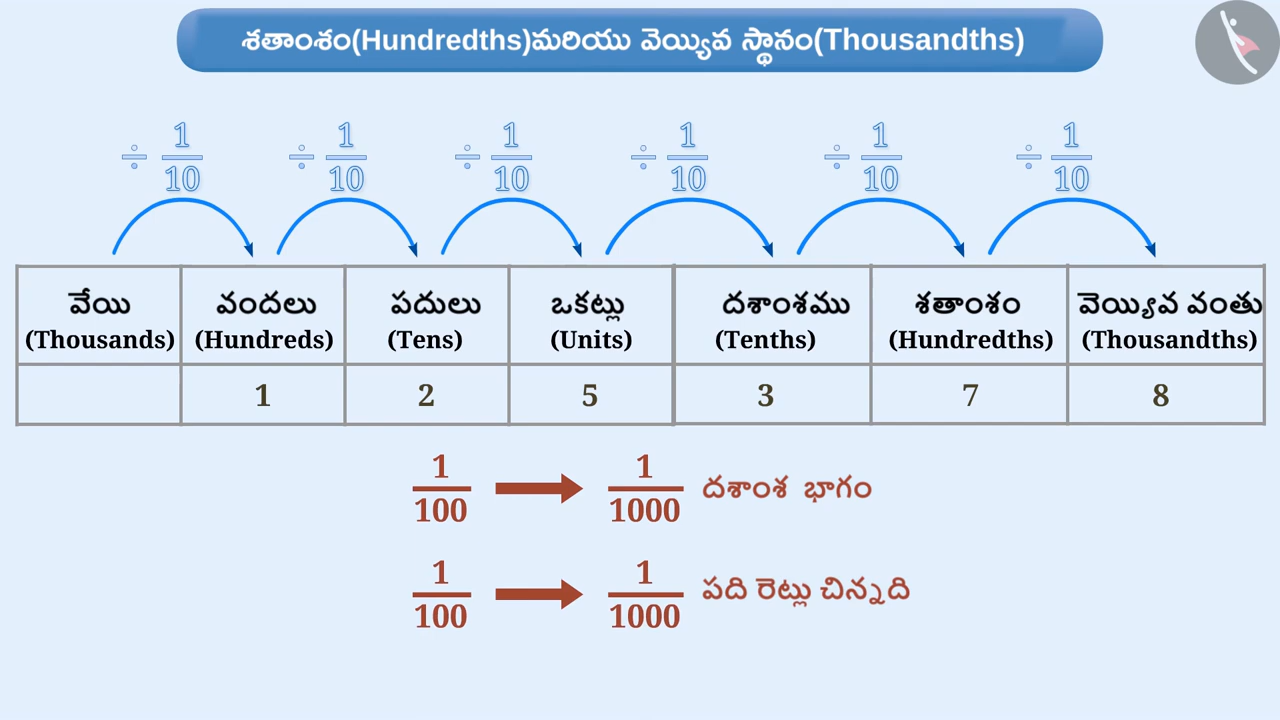 శతాంశం(Hundredths)మరియు వెయ్యివ స్థానం(Thousandths)
÷ 1/10 ÷ 1/10 ÷ 1/10 ÷ 1/10 ÷ 1/10 ÷ 1/10
వేయి వందలు పదులు ఒకట్లు దశాంశము శతాంశం వెయ్యివ వంతు
(Thousands) (Hundreds) (Tens) (Units) (Tenths) (Hundredths) (Thousandths)
1 2 5 3 7 8
1/100 → 1/1000 దశాంశ భాగం
1/100 → 1/1000 పది రెట్లు చిన్నది